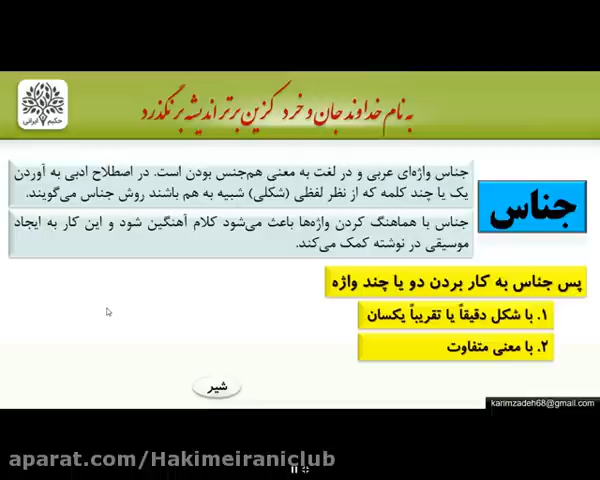 به نام خداوند جان و خرد کزین برتر اندیشه برنگذرد
حکیم ایرانی
جناس
جناس واژه‌ای عربی و در لغت به معنی هم‌جنس بودن است. در اصطلاح ادبی به آوردن
یک یا چند کلمه که از نظر لفظی (شکلی) شبیه به هم باشند روش جناس می‌گویند.
جناس با هماهنگ کردن واژه‌ها باعث می‌شود کلام آهنگین شود و این کار به ایجاد
موسیقی در نوشته کمک می‌کند.
پس جناس به کار بردن دو یا چند واژه
۱. با شکل دقیقاً یا تقریباً یکسان
۲. با معنی متفاوت
شیر
karimzadeh68@gmail.com
aparat.com/Hakimeiraniclub